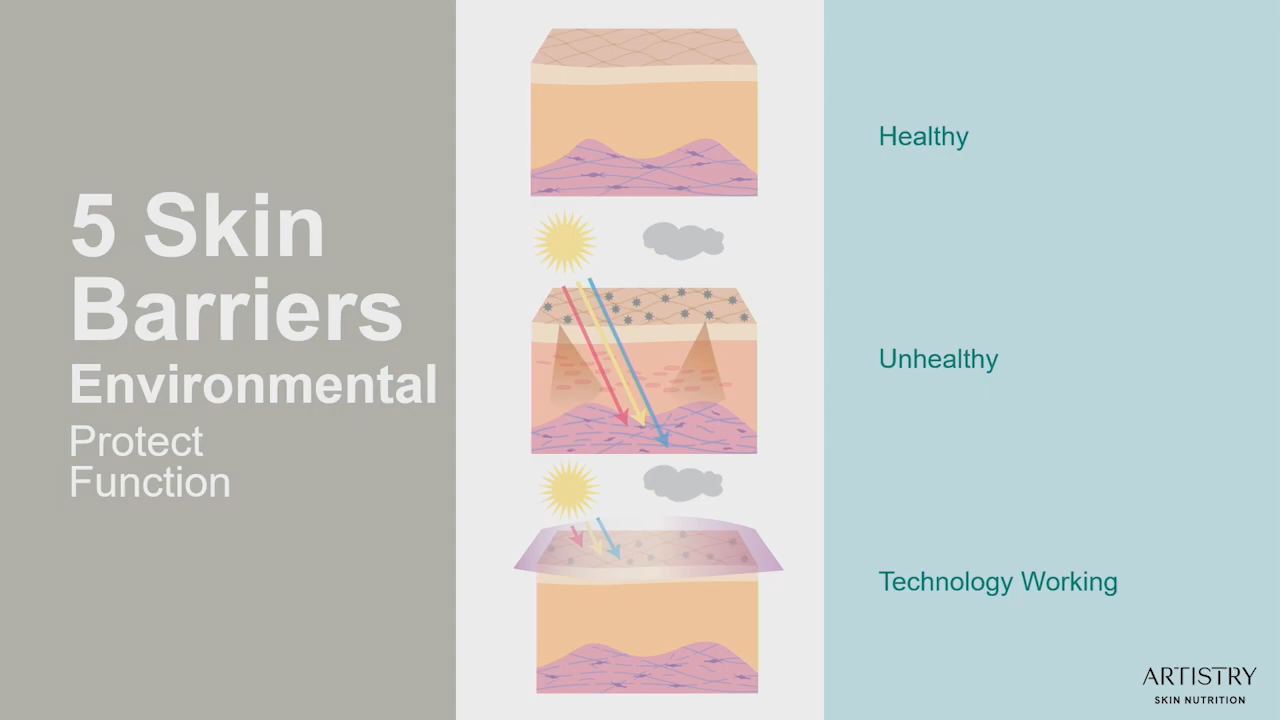 5 Skin
Barriers
Environmental
Protect
Function
Healthy
Unhealthy
Technology Working
ARTISTRY
SKIN NUTRITION